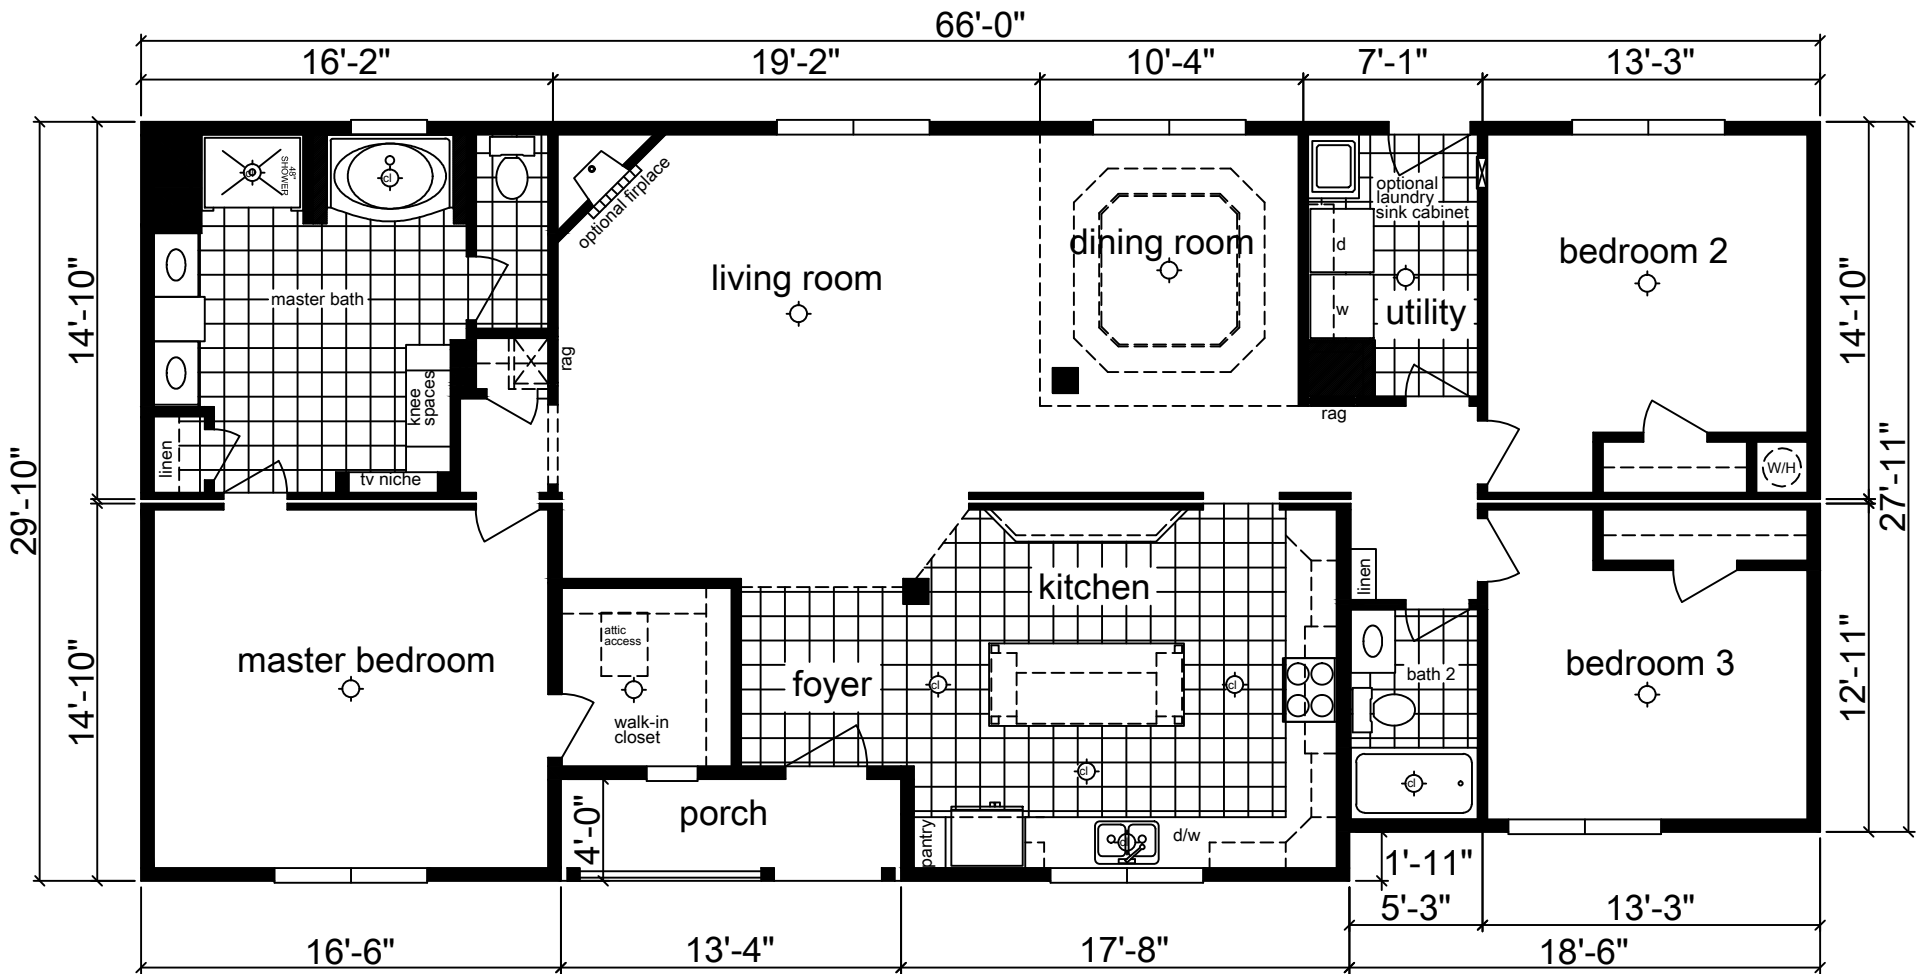 66'-0"
16'-2"
19'-2"
10'-4"
7'-1"
13'-3"
48"
SHOWER
cl
cl
optional firplace
optional
laundry
sink cabinet
d
dining room
bedroom 2
living room
master bath
w
utility
14'-10"
14'-10"
rag
knee
spaces
rag
linen
tv niche
W/H
29'-10"
27'-11"
kitchen
linen
attic
access
master bedroom
foyer
cl
cl
bath 2
bedroom 3
14'-10"
12'-11"
walk-in
closet
cl
cl
porch
4'-0"
pantry
cl
d/w
1'-11"
5'-3"
13'-3"
16'-6"
13'-4"
17'-8"
18'-6"